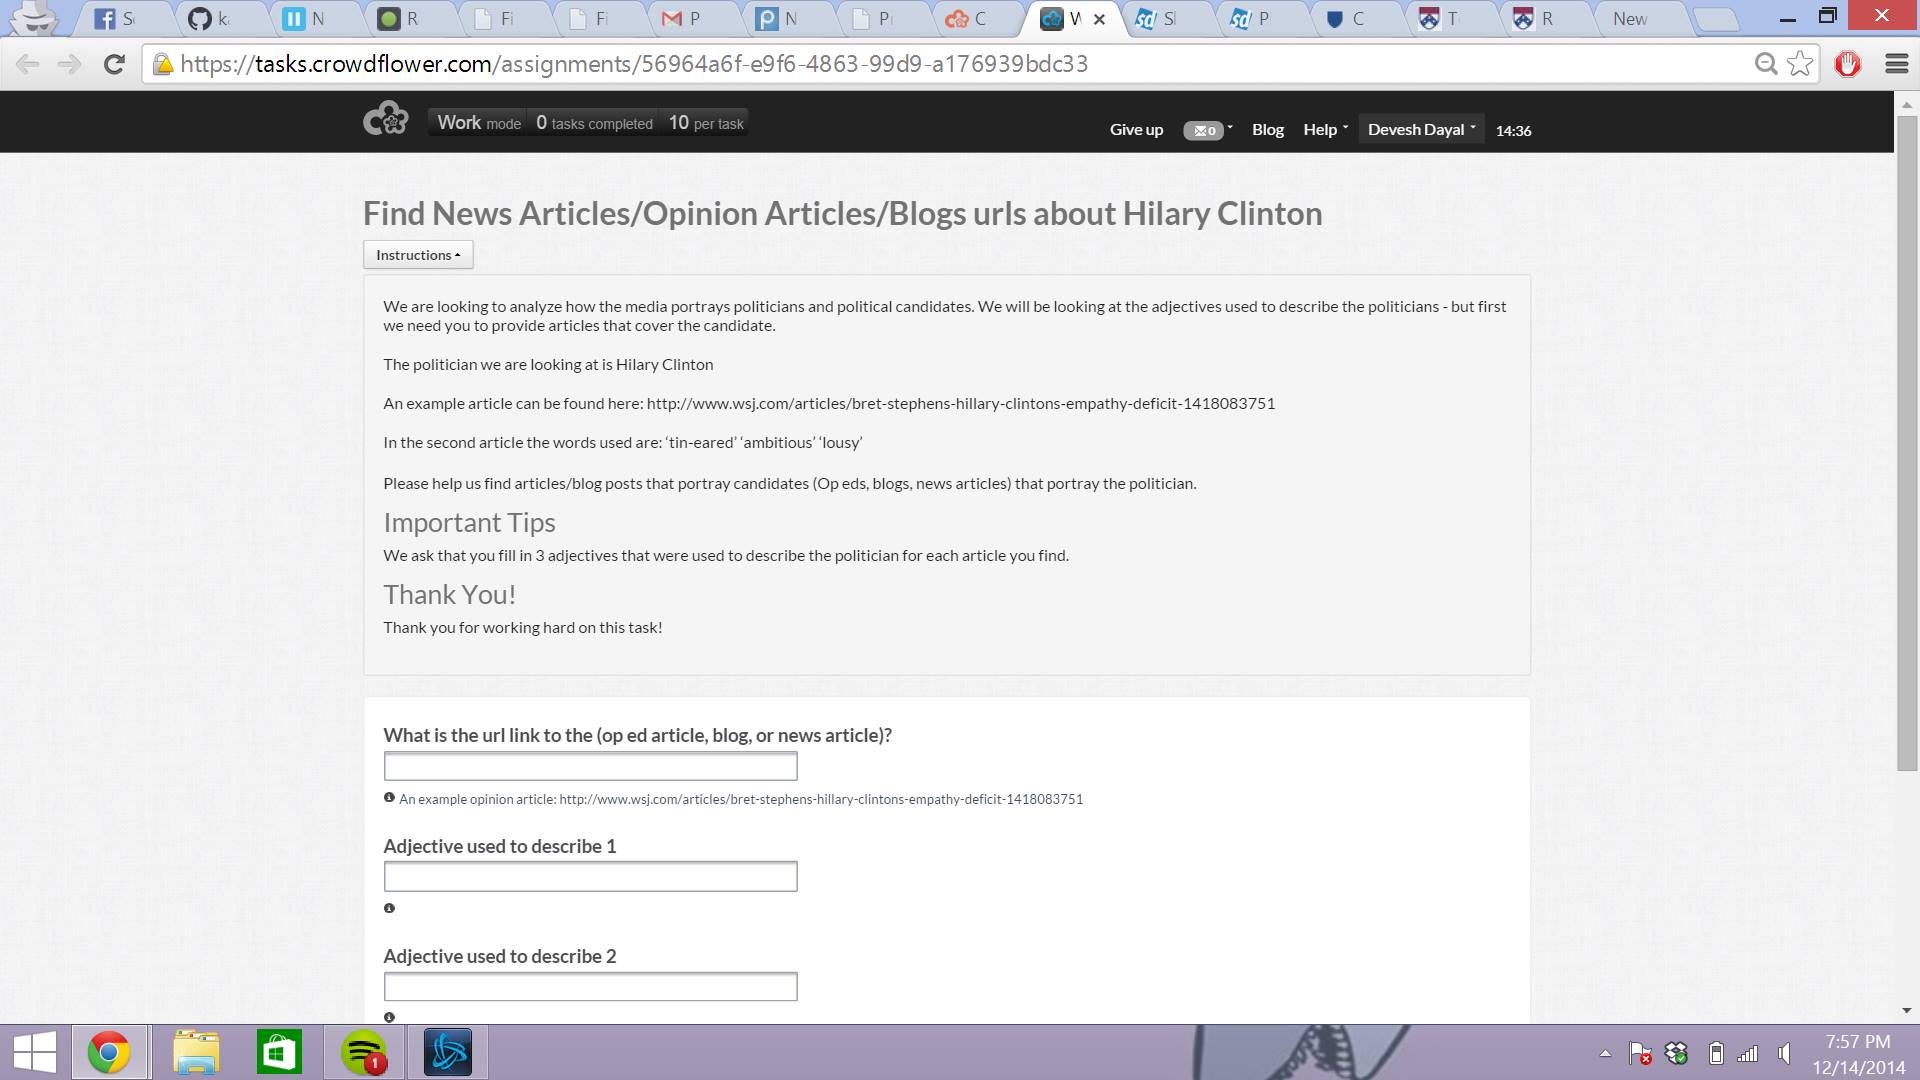 S
k
N
R
Fi
Fi
P
N
P
C
W
S
P
C
T
R
New
https://tasks.crowdflower.com/assignments/56964a6f-e9f6-4863-99d9-a176939bdc33
Work mode 0 tasks completed 10 per task
Give up 0 Blog Help Devesh Dayal 14:36
Find News Articles/Opinion Articles/Blogs urls about Hilary Clinton
Instructions
We are looking to analyze how the media portrays politicians and political candidates. We will be looking at the adjectives used to describe the politicians - but first
we need you to provide articles that cover the candidate.
The politician we are looking at is Hilary Clinton
An example article can be found here: http://www.wsj.com/articles/bret-stephens-hillary-clintons-empathy-deficit-1418083751
In the second article the words used are: ‘tin-eared’ ‘ambitious’ ‘lousy’
Please help us find articles/blog posts that portray candidates (Op eds, blogs, news articles) that portray the politician.
Important Tips
We ask that you fill in 3 adjectives that were used to describe the politician for each article you find.
Thank You!
Thank you for working hard on this task!
What is the url link to the (op ed article, blog, or news article)?
An example opinion article: http://www.wsj.com/articles/bret-stephens-hillary-clintons-empathy-deficit-1418083751
Adjective used to describe 1
Adjective used to describe 2
1
7:57 PM
12/14/2014